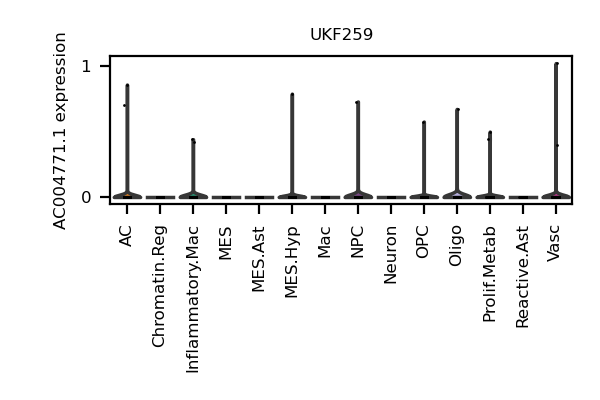 UKF259
AC004771.1 expression
1
0
AC
Chromatin.Reg
Inflammatory.Mac
MES
MES.Ast
MES.Hyp
Mac
NPC
Neuron
OPC
Oligo
Prolif.Metab
Reactive.Ast
Vasc